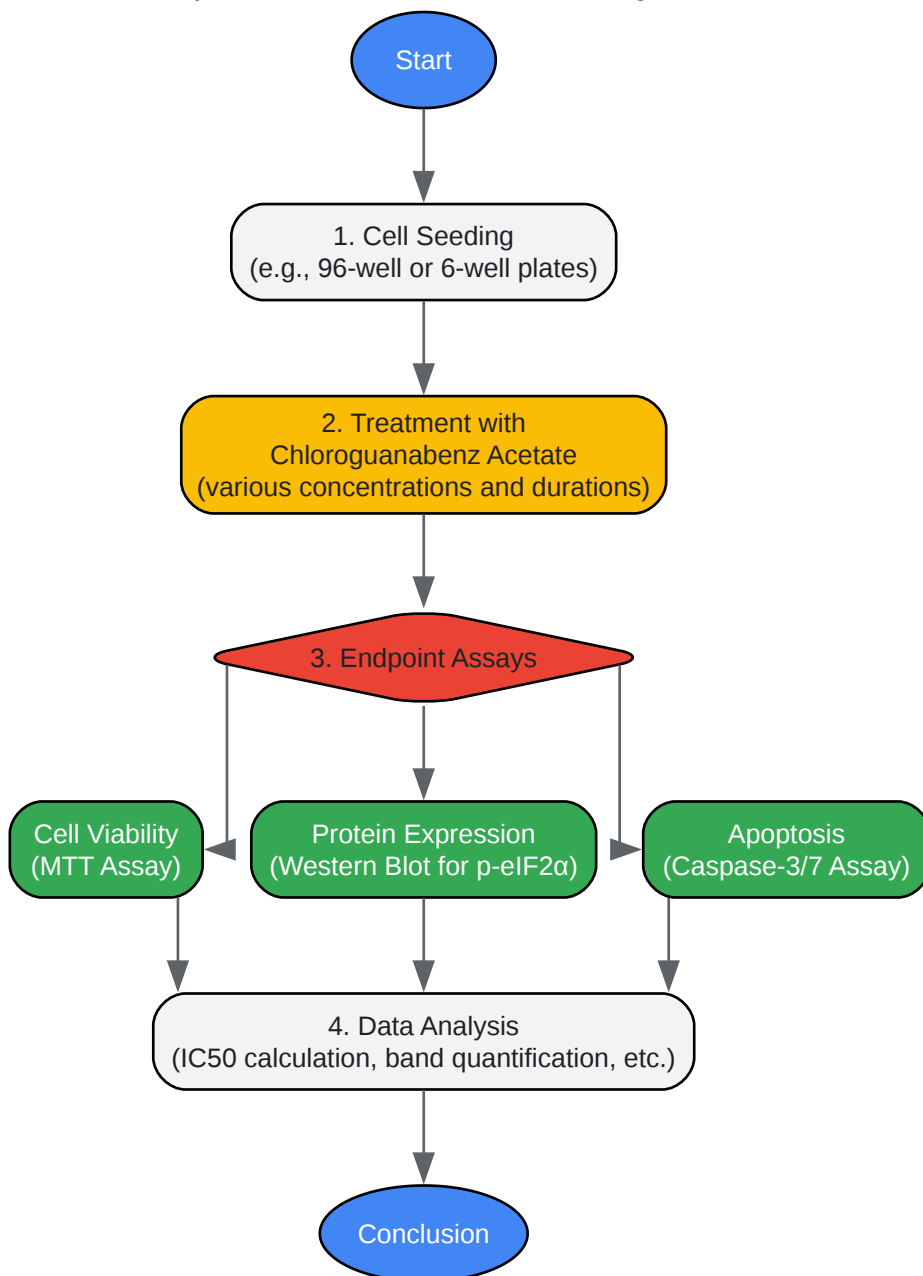 Start
1. Cell Seeding
(e.g., 96-well or 6-well plates)
2. Treatment with
Chloroguanabenz Acetate
(various concentrations and durations)
3. Endpoint Assays
Cell Viability
(MTT Assay)
Protein Expression
(Western Blot for p-eIF2α)
Apoptosis
(Caspase-3/7 Assay)
4. Data Analysis
(IC50 calculation, band quantification, etc.)
Conclusion